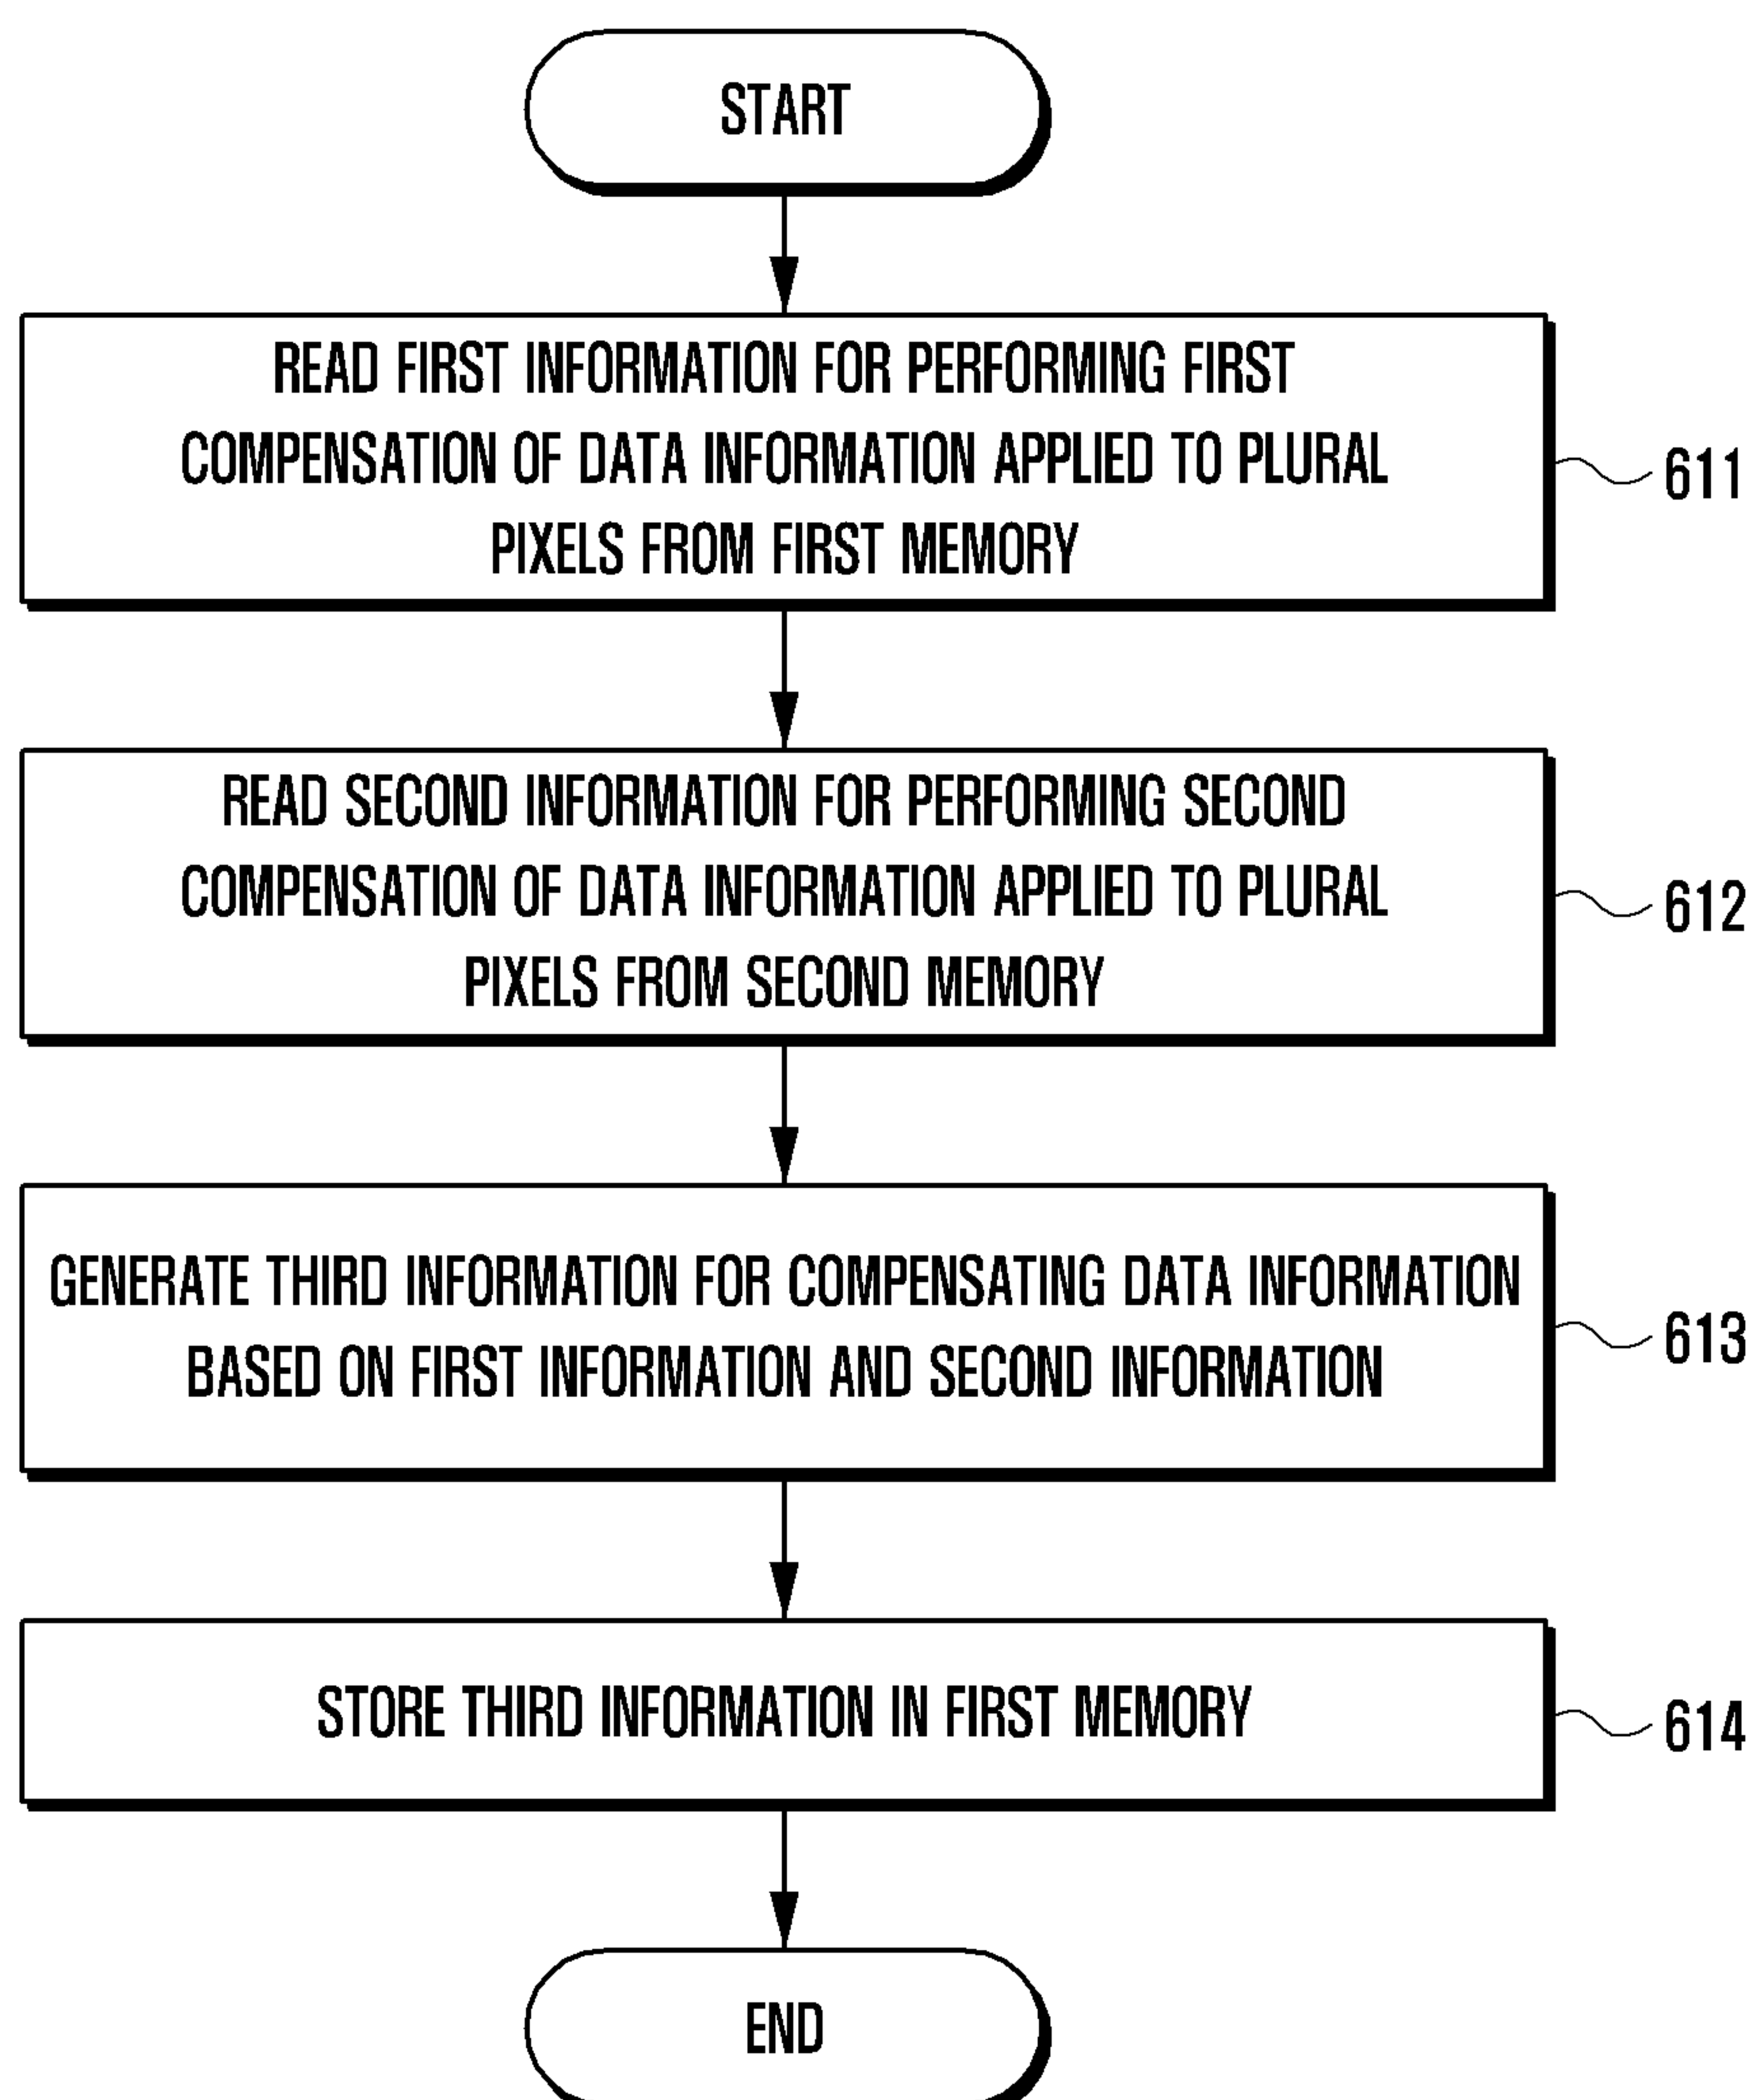 START
READ FIRST INFORMATION FOR PERFORMING FIRST
COMPENSATION OF DATA INFORMATION APPLIED TO PLURAL
PIXELS FROM FIRST MEMORY
611
READ SECOND INFORMATION FOR PERFORMING SECOND
COMPENSATION OF DATA INFORMATION APPLIED TO PLURAL
PIXELS FROM SECOND MEMORY
612
GENERATE THIRD INFORMATION FOR COMPENSATING DATA INFORMATION
BASED ON FIRST INFORMATION AND SECOND INFORMATION
613
STORE THIRD INFORMATION IN FIRST MEMORY
614
END